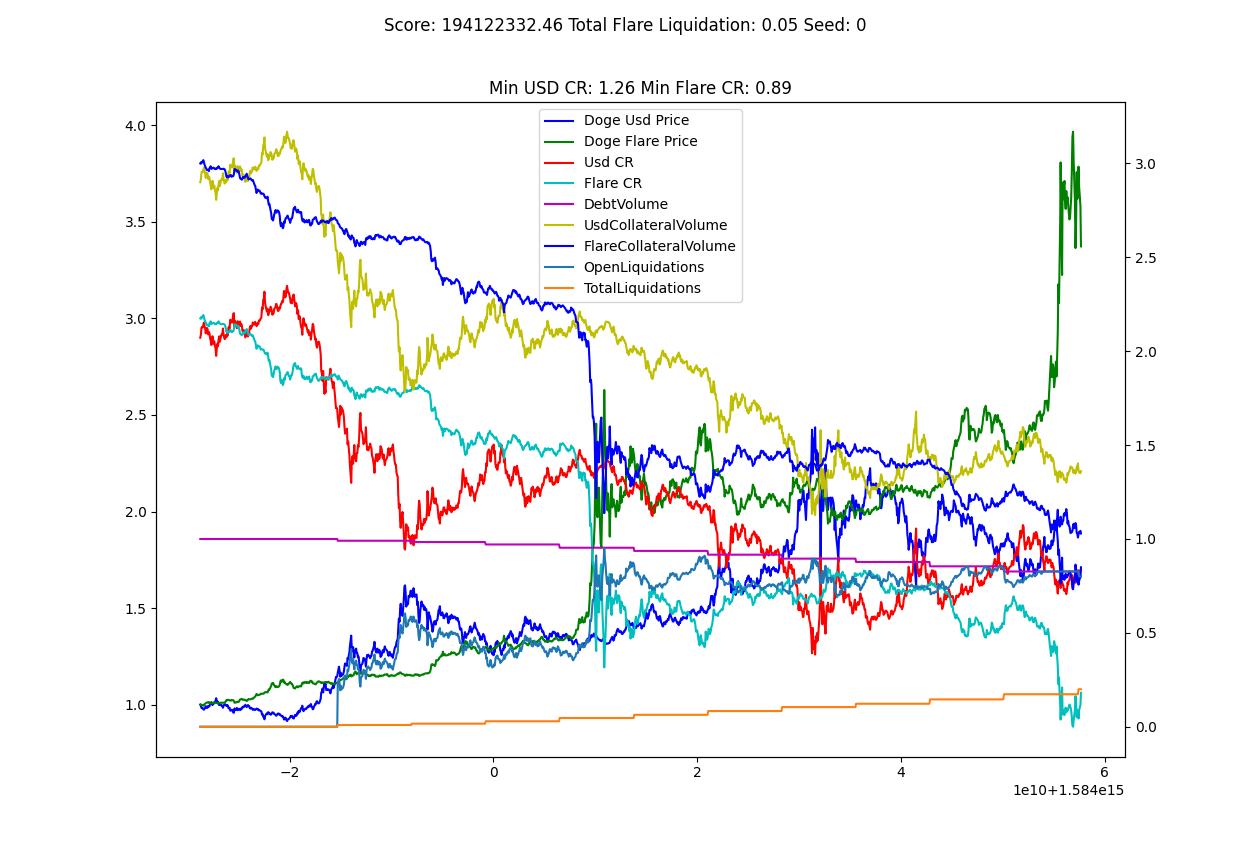 Score: 194122332.46 Total Flare Liquidation: 0.05 Seed: 0
Min USD CR: 1.26 Min Flare CR: 0.89
Doge Usd Price
Doge Flare Price
Usd CR
Flare CR
DebtVolume
UsdCollateralVolume
FlareCollateralVolume
OpenLiquidations
TotalLiquidations
4.0
3.5
3.0
2.5
2.0
1.5
1.0
3.0
2.5
2.0
1.5
1.0
0.5
0.0
−2
0
2
4
6
1e10+1.584e15